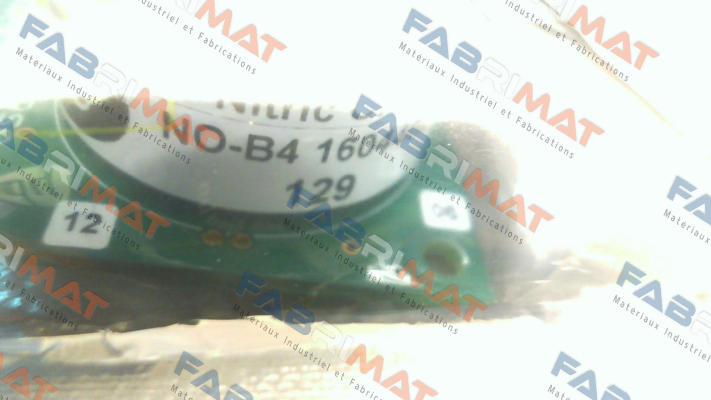 Nitric
NO-B4 160
129
12
FABRIMAT
Materiaux Industriel et Fabrications